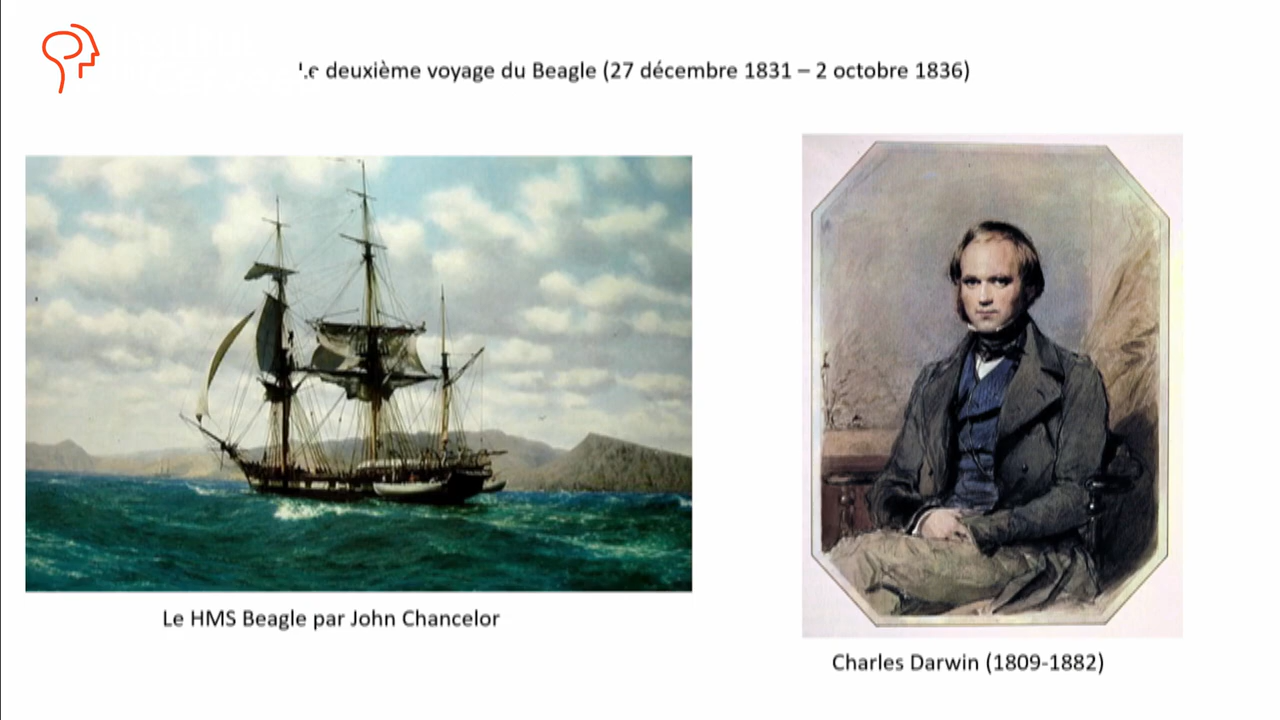 Le deuxième voyage du Beagle (27 décembre 1831 – 2 octobre 1836)
Le HMS Beagle par John Chancelor
Charles Darwin (1809-1882)